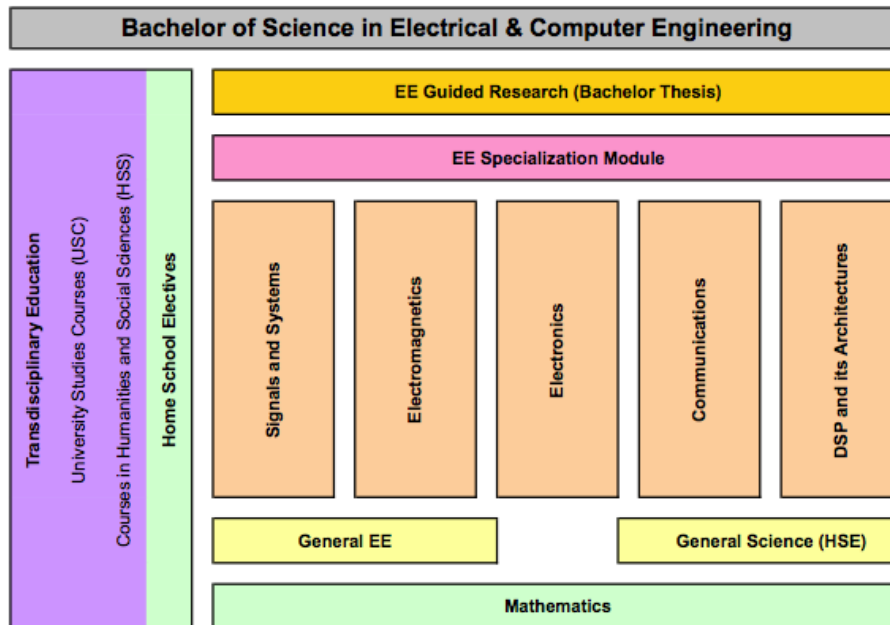 Bachelor of Science in Electrical & Computer Engineering
Transdisciplinary Education
University Studies Courses (USC)
Courses in Humanities and Social Sciences (HSS)
Home School Electives
EE Guided Research (Bachelor Thesis)
EE Specialization Module
Signals and Systems
Electromagnetics
Electronics
Communications
DSP and its Architectures
General EE
General Science (HSE)
Mathematics